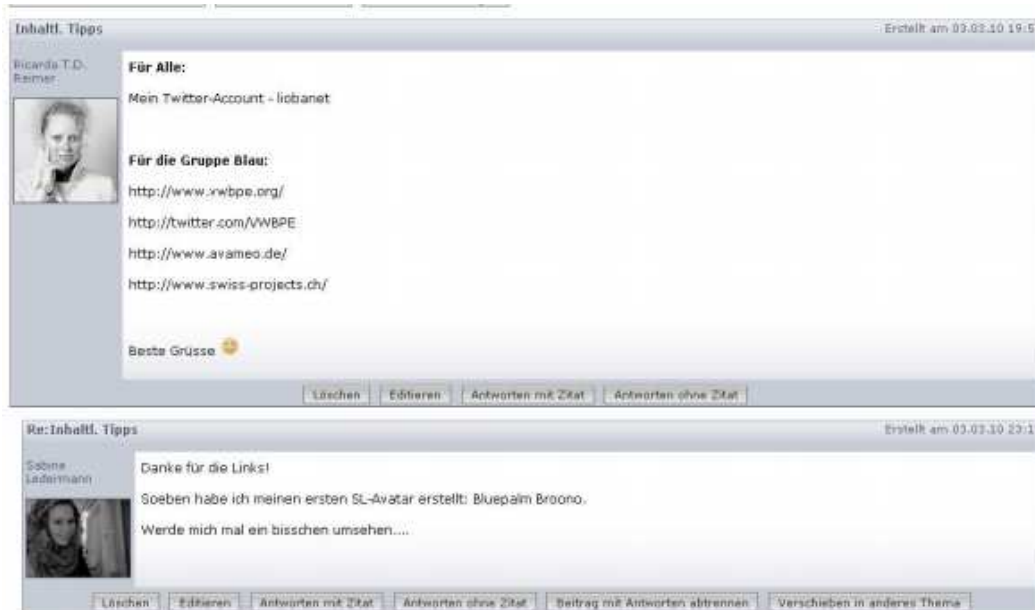 Inhaltl. Tipps
Erstellt am 03.03.10 19:5
Ricarda T.D.
Reimer
Für Alle:
Mein Twitter-Account - liobanet
Für die Gruppe Blau:
http://www.vwbpe.org/
http://twitter.com/VWBPE
http://www.avameo.de/
http://www.swiss-projects.ch/
Beste Grüsse
Löschen Editieren Antworten mit Zitat Antworten ohne Zitat
Re:Inhaltl. Tipps
Erstellt am 03.03.10 23:1
Sabine
Ledermann
Danke für die Links!
Soeben habe ich meinen ersten SL-Avatar erstellt: Bluepalm Broono.
Werde mich mal ein bisschen umsehen....
Löschen Editieren Antworten mit Zitat Antworten ohne Zitat Beitrag mit Antworten abtrennen Verschieben in anderes Thema